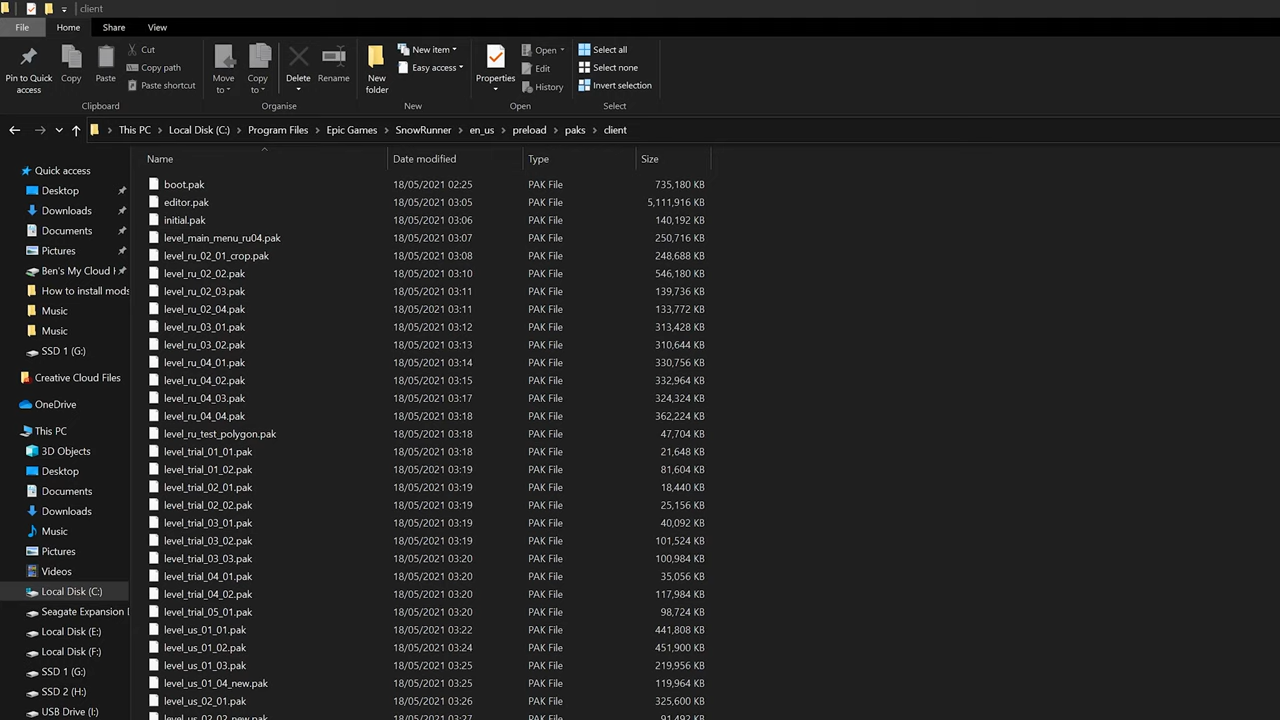 client
File Home Share View
Pin to Quick access
Copy
Paste
Cut
Copy path
Paste shortcut
Clipboard
Move to
Copy to
Delete
Rename
Organise
New folder
New item
Easy access
New
Properties
Open
Edit
History
Open
Select all
Select none
Invert selection
Select
This PC > Local Disk (C:) > Program Files > Epic Games > SnowRunner > en_us > preload > paks > client
Quick access
Desktop
Downloads
Documents
Pictures
Ben's My Cloud H
How to install mods
Music
Music
SSD 1 (G:)
Creative Cloud Files
OneDrive
This PC
3D Objects
Desktop
Documents
Downloads
Music
Pictures
Videos
Local Disk (C:)
Seagate Expansion D
Local Disk (E:)
Local Disk (F:)
SSD 1 (G:)
SSD 2 (H:)
USB Drive (I:)
Name Date modified Type Size
boot.pak 18/05/2021 02:25 PAK File 735,180 KB
editor.pak 18/05/2021 03:05 PAK File 5,111,916 KB
initial.pak 18/05/2021 03:06 PAK File 140,192 KB
level_main_menu_ru04.pak 18/05/2021 03:07 PAK File 250,716 KB
level_ru_02_01_crop.pak 18/05/2021 03:08 PAK File 248,688 KB
level_ru_02_02.pak 18/05/2021 03:10 PAK File 546,180 KB
level_ru_02_03.pak 18/05/2021 03:11 PAK File 139,736 KB
level_ru_02_04.pak 18/05/2021 03:11 PAK File 133,772 KB
level_ru_03_01.pak 18/05/2021 03:12 PAK File 313,428 KB
level_ru_03_02.pak 18/05/2021 03:13 PAK File 310,644 KB
level_ru_04_01.pak 18/05/2021 03:14 PAK File 330,756 KB
level_ru_04_02.pak 18/05/2021 03:15 PAK File 332,964 KB
level_ru_04_03.pak 18/05/2021 03:17 PAK File 324,324 KB
level_ru_04_04.pak 18/05/2021 03:18 PAK File 362,224 KB
level_ru_test_polygon.pak 18/05/2021 03:18 PAK File 47,704 KB
level_trial_01_01.pak 18/05/2021 03:18 PAK File 21,648 KB
level_trial_01_02.pak 18/05/2021 03:19 PAK File 81,604 KB
level_trial_02_01.pak 18/05/2021 03:19 PAK File 18,440 KB
level_trial_02_02.pak 18/05/2021 03:19 PAK File 25,156 KB
level_trial_03_01.pak 18/05/2021 03:19 PAK File 40,092 KB
level_trial_03_02.pak 18/05/2021 03:19 PAK File 101,524 KB
level_trial_03_03.pak 18/05/2021 03:20 PAK File 100,984 KB
level_trial_04_01.pak 18/05/2021 03:20 PAK File 35,056 KB
level_trial_04_02.pak 18/05/2021 03:20 PAK File 117,984 KB
level_trial_05_01.pak 18/05/2021 03:20 PAK File 98,724 KB
level_us_01_01.pak 18/05/2021 03:22 PAK File 441,808 KB
level_us_01_02.pak 18/05/2021 03:24 PAK File 451,900 KB
level_us_01_03.pak 18/05/2021 03:25 PAK File 219,956 KB
level_us_01_04_new.pak 18/05/2021 03:25 PAK File 119,964 KB
level_us_02_01.pak 18/05/2021 03:26 PAK File 325,600 KB
level_us_02_02_new.pak 18/05/2021 03:27 PAK File 91,492 KB